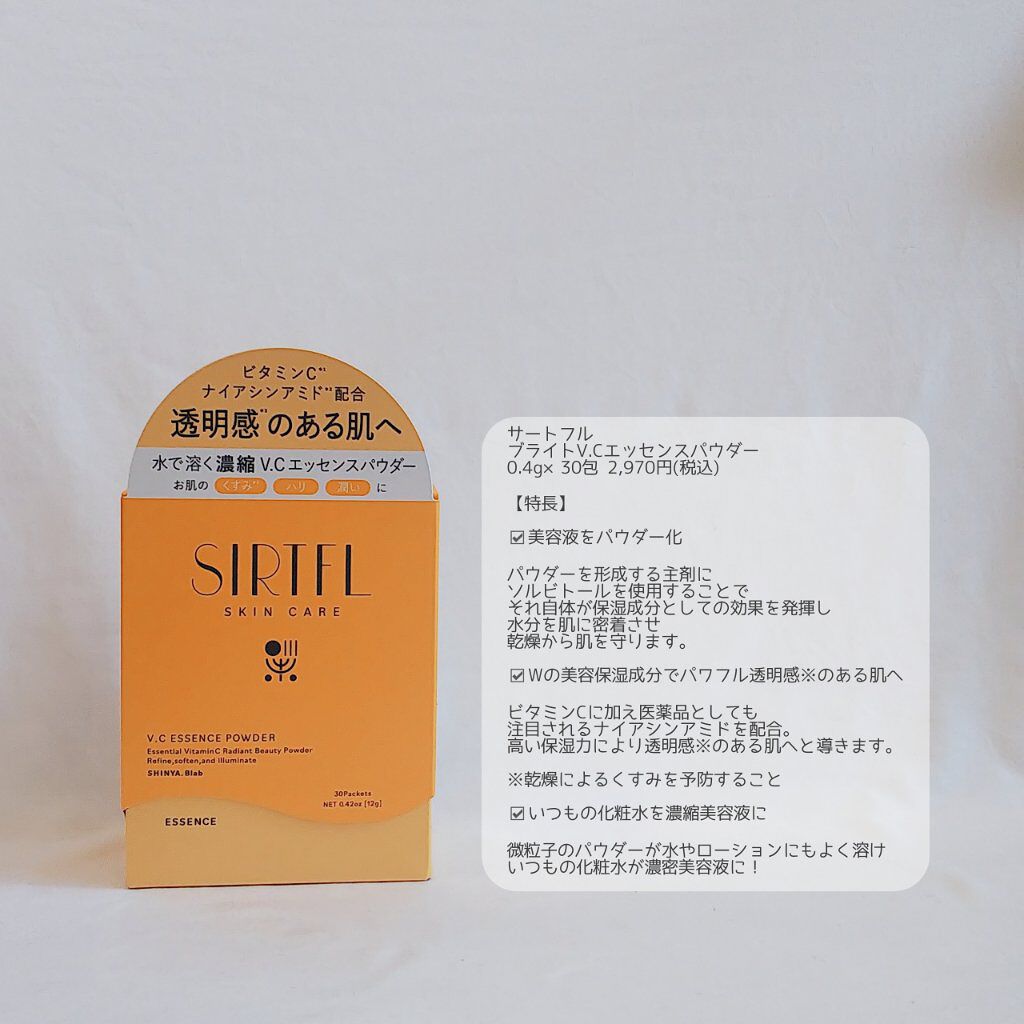 ビタミンC*¹
ナイアシンアミド*¹配合
透明感*¹のある肌へ
水で溶く濃縮 V.Cエッセンスパウダー
お肌の くすみ*¹ ハリ 潤い に
SIRTFL
SKIN CARE
V.C ESSENCE POWDER
Essential VitaminC Radiant Beauty Powder
Refine,soften,and illuminate
SHINYA.Blab
30Packets
NET 0.42oz [12g]
ESSENCE
サートフル
ブライトV.Cエッセンスパウダー
0.4g× 30包 2,970円(税込)
【特長】
☑美容液をパウダー化
パウダーを形成する主剤に
ソルビトールを使用することで
それ自体が保湿成分としての効果を発揮し
水分を肌に密着させ
乾燥から肌を守ります。
☑Wの美容保湿成分でパワフル透明感※のある肌へ
ビタミンCに加え医薬品としても
注目されるナイアシンアミドを配合。
高い保湿力により透明感※のある肌へと導きます。
※乾燥によるくすみを予防すること
☑いつもの化粧水を濃縮美容液に
微粒子のパウダーが水やローションにもよく溶け
いつもの化粧水が濃密美容液に！